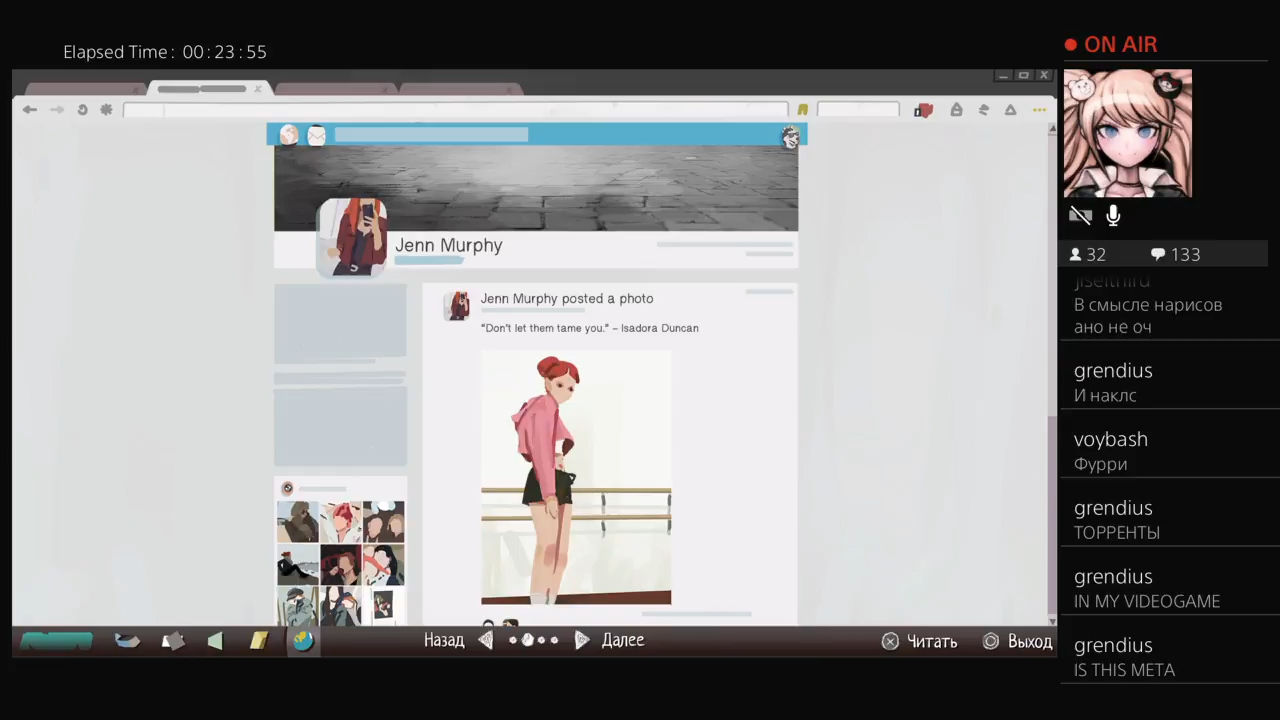 Elapsed Time: 00:23:55
ON AIR
32 133
Jenn Murphy
Jenn Murphy posted a photo
"Don't let them tame you." – Isadora Duncan
Назад
Далее
Читать
Выход
В смысле нарисов
ано не оч
grendius
И наклс
voybash
Фурри
grendius
ТОРРЕНТЫ
grendius
IN MY VIDEOGAME
grendius
IS THIS META